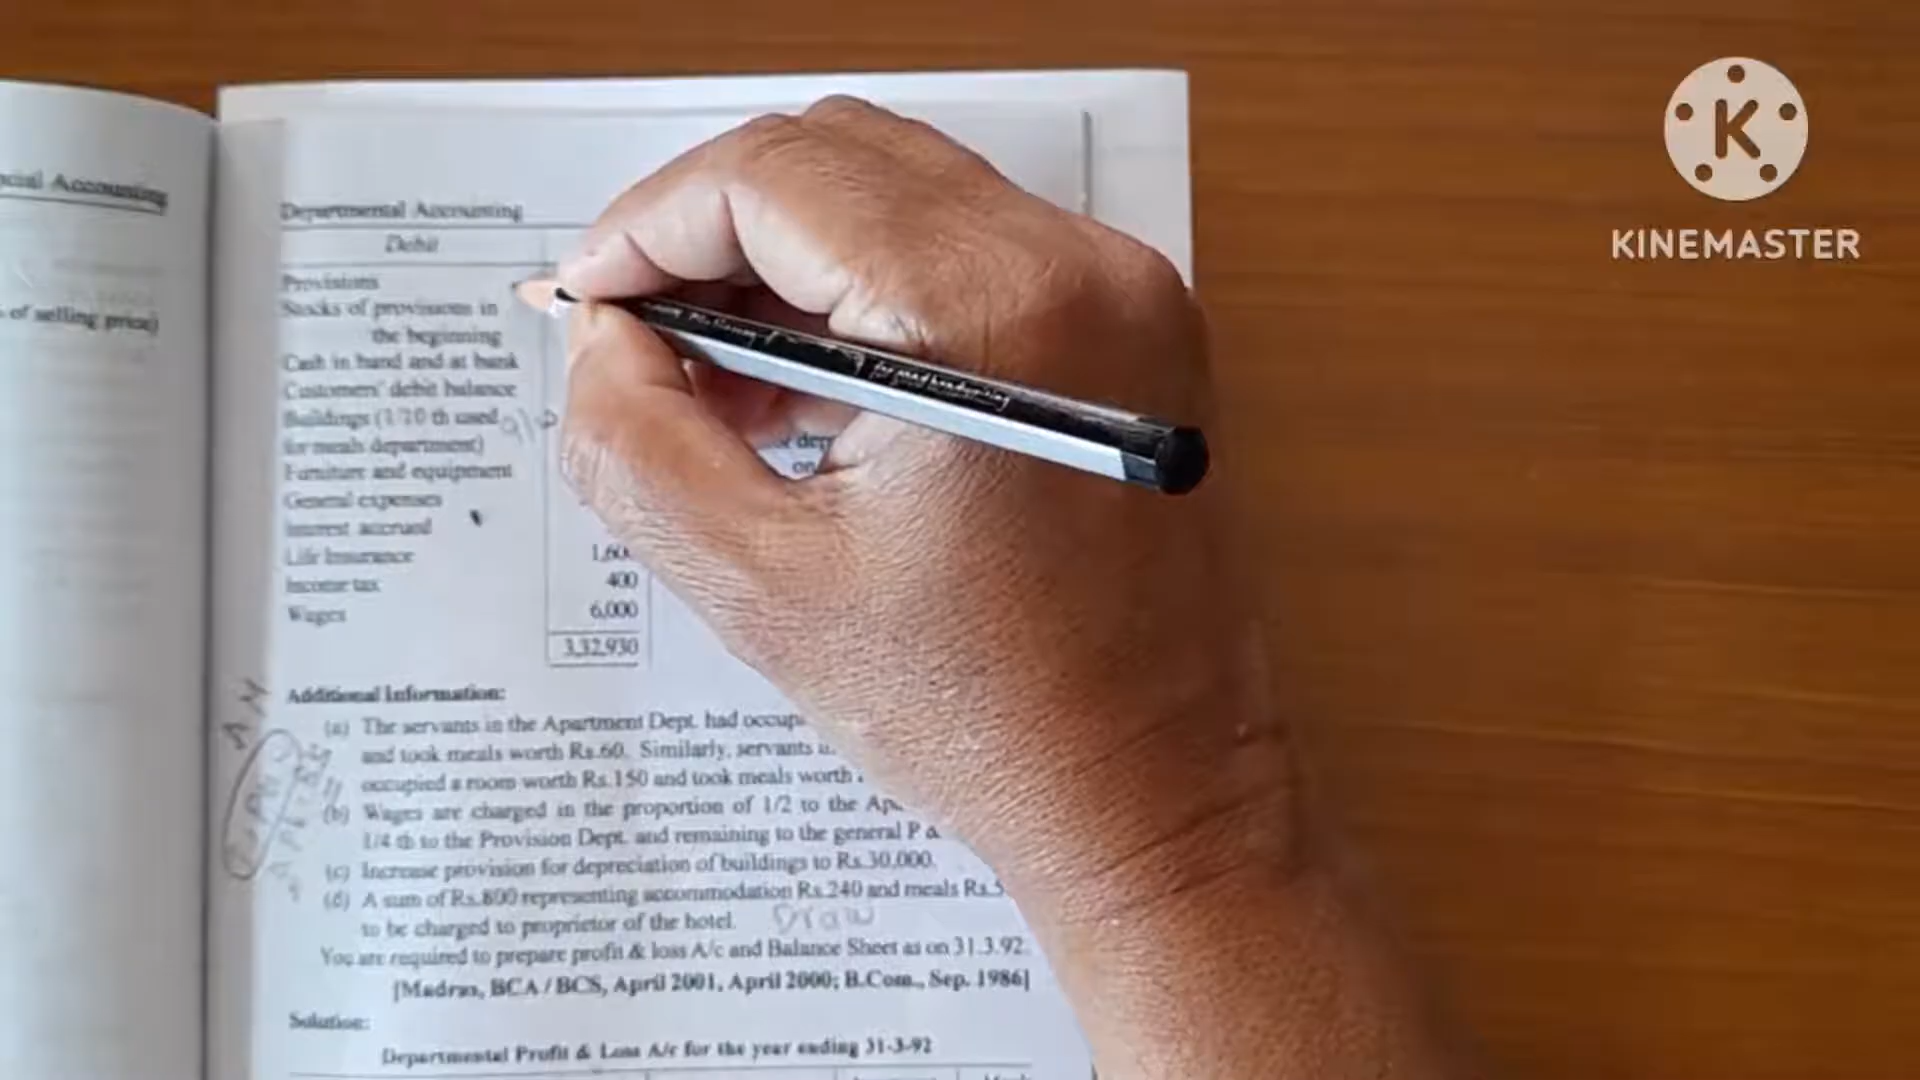 cial Accounting
of selling price)
Departmental Accounting
Debit
Provisions
Stocks of provisions in
the beginning
Cash in hand and at bank
Customers' debit balance
Buildings (1/10 th used
for meals department)
Furniture and equipment
General expenses
Interest accrued
Life Insurance 1,60
Income tax 400
Wages 6,000
3,32,930
Additional Information:
(a) The servants in the Apartment Dept. had occup
and took meals worth Rs.60. Similarly, servants
occupied a room worth Rs.150 and took meals worth
(b) Wages are charged in the proportion of 1/2 to the Ap
1/4 th to the Provision Dept. and remaining to the general P &
(c) Increase provision for depreciation of buildings to Rs.30,000.
(d) A sum of Rs.800 representing accommodation Rs.240 and meals Rs.5
to be charged to proprietor of the hotel. Draw
You are required to prepare profit & loss A/c and Balance Sheet as on 31.3.92.
[Madras, BCA / BCS, April 2001, April 2000; B.Com., Sep. 1986]
Solution:
Departmental Profit & Loss A/c for the year ending 31-3-92
for good handwriting
K
KINEMASTER